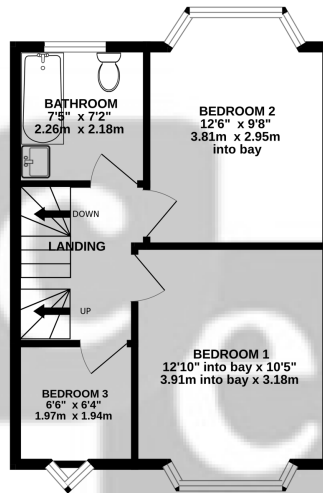 BATHROOM
7'5" x 7'2"
2.26m x 2.18m
BEDROOM 2
12'6" x 9'8"
3.81m x 2.95m
into bay
DOWN
LANDING
UP
BEDROOM 1
12'10" into bay x 10'5"
3.91m into bay x 3.18m
BEDROOM 3
6'6" x 6'4"
1.97m x 1.94m